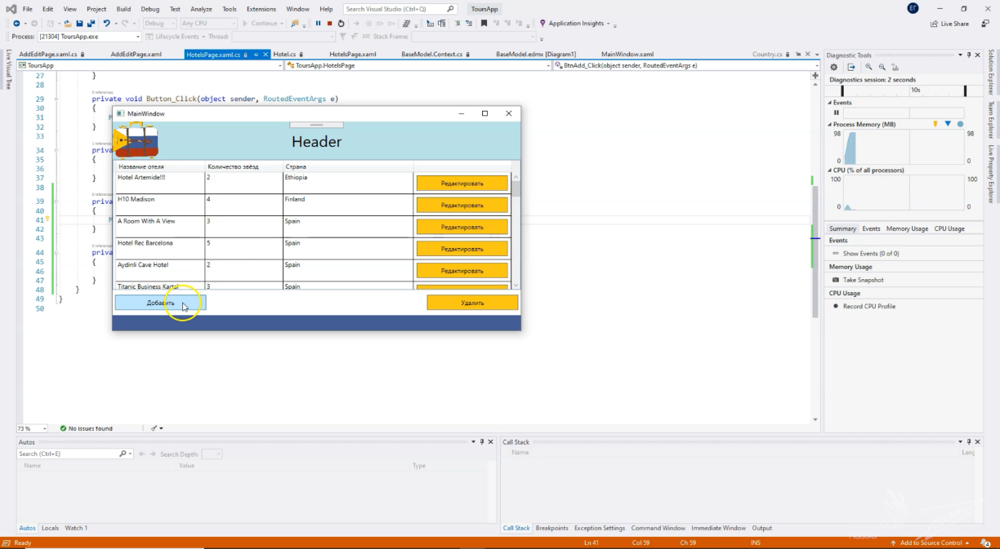 File Edit View Project Build Debug Test Analyze Tools Extensions Window Help Search Visual Studio (Ctrl+Q) ToursApp ЕГ
Debug Any CPU Continue Application Insights Live Share
Process: [21304] ToursApp.exe Lifecycle Events Thread: Stack Frame:
AddEditPage.xaml.cs AddEditPage.xaml HotelsPage.xaml.cs Hotel.cs HotelsPage.xaml BaseModel.Context.cs BaseModel.edmx [Diagram1] MainWindow.xaml Country.cs
ToursApp ToursApp.HotelsPage BtnAdd_Click(object sender, RoutedEventArgs e)
Live Visual Tree
27 }
28
0 references
29 private void Button_Click(object sender, RoutedEventArgs e)
30 {
31
32 }
33
34 priva
35 {
36
37 }
38
0 references
39 priva
40 {
41
42 }
43
44 priva
45 {
46
47 }
48 }
49 }
50
MainWindow
Header
Название отеля Количество звёзд Страна
Hotel Artemide!!! 2 Ethiopia Редактировать
H10 Madison 4 Finland Редактировать
A Room With A View 3 Spain Редактировать
Hotel Rec Barcelona 5 Spain Редактировать
Aydinli Cave Hotel 2 Spain Редактировать
Titanic Business Kartal 3 Spain
Добавить Удалить
Diagnostic Tools
Diagnostics session: 2 seconds
10s
Events
Process Memory (MB)
98 98
0 0
CPU (% of all processors)
100 100
0 0
Summary Events Memory Usage CPU Usage
Events
Show Events (0 of 0)
Memory Usage
Take Snapshot
CPU Usage
Record CPU Profile
Solution Explorer
Team Explorer
Live Property Explorer
73 % No issues found
Autos
Search (Ctrl+E) Search Depth:
Name Value Type
Call Stack
Name Lang
Autos Locals Watch 1
Call Stack Breakpoints Exception Settings Command Window Immediate Window Output
Ready Ln 41 Col 59 Ch 59 INS Add to Source Control 4